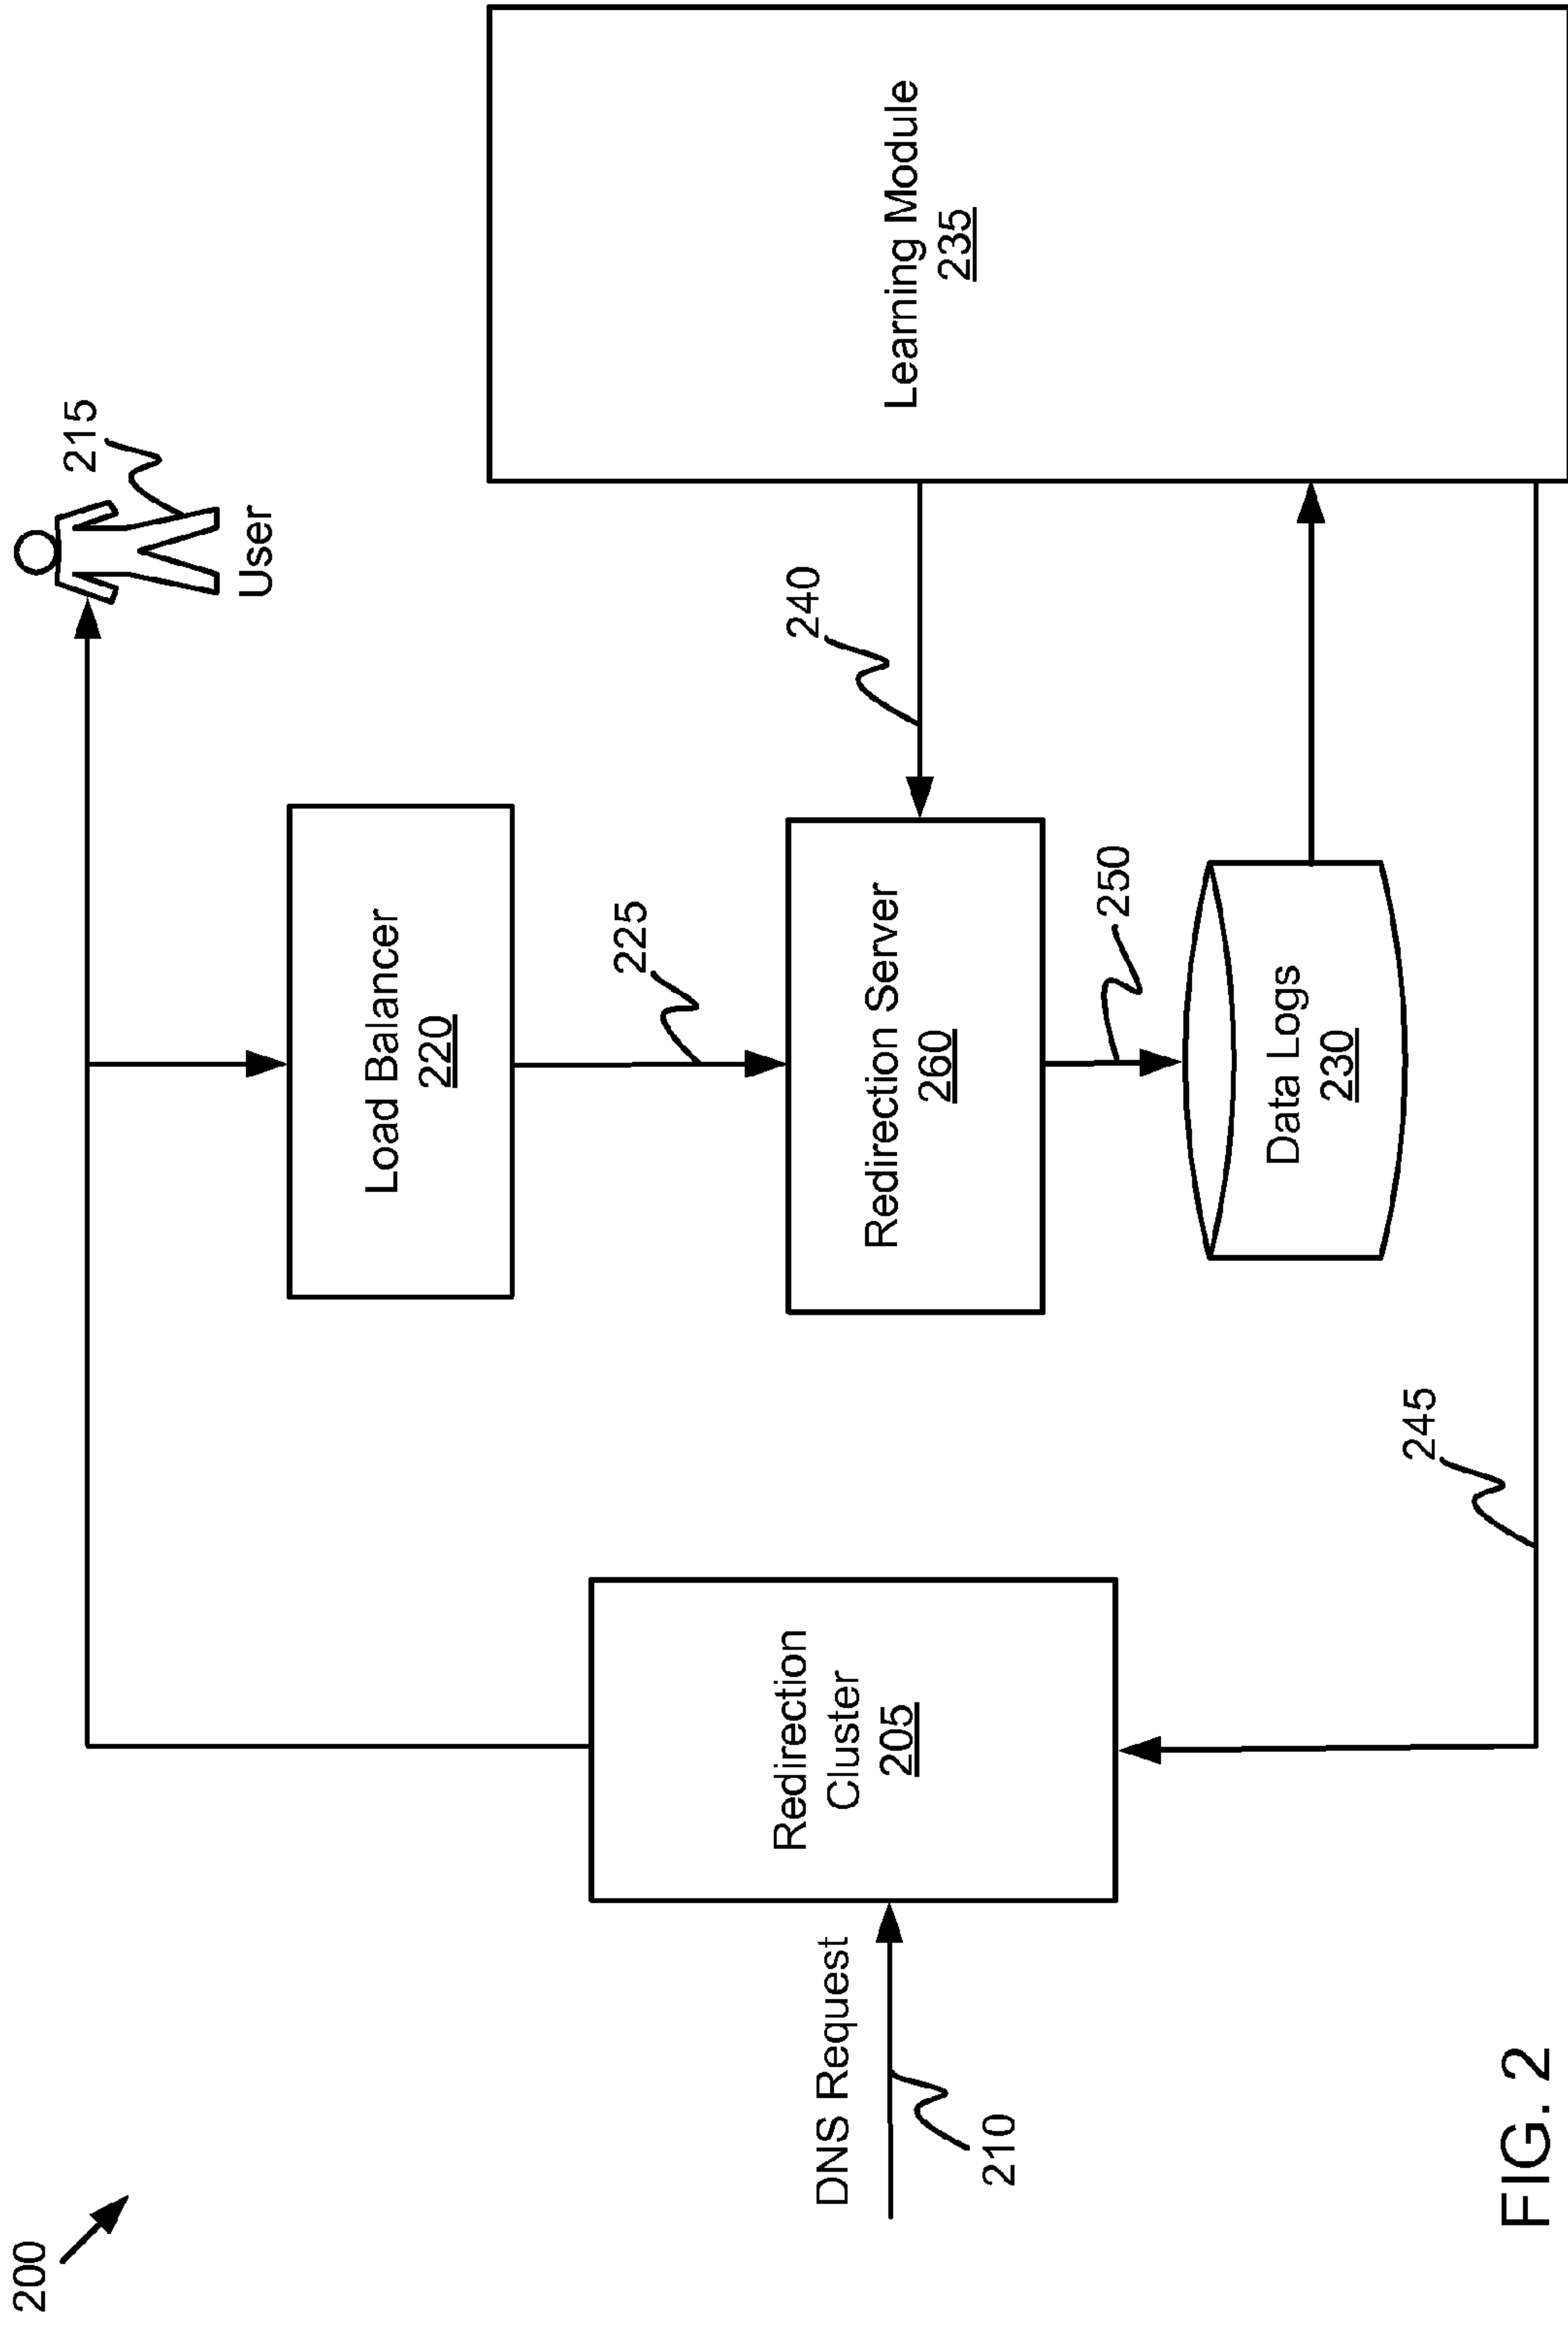 200
215
User
Load Balancer
220
225
240
Learning Module
235
Redirection
Cluster
205
DNS Request
210
Redirection Server
260
250
Data Logs
230
245
FIG. 2